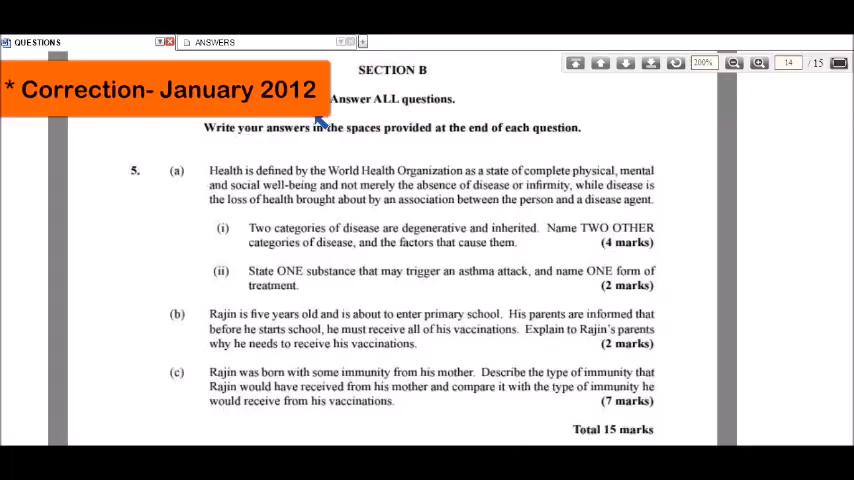 QUESTIONS
ANSWERS
200%
14 / 15
* Correction- January 2012
SECTION B
Answer ALL questions.
Write your answers in the spaces provided at the end of each question.
5. (a) Health is defined by the World Health Organization as a state of complete physical, mental
and social well-being and not merely the absence of disease or infirmity, while disease is
the loss of health brought about by an association between the person and a disease agent.
(i) Two categories of disease are degenerative and inherited. Name TWO OTHER
categories of disease, and the factors that cause them. (4 marks)
(ii) State ONE substance that may trigger an asthma attack, and name ONE form of
treatment. (2 marks)
(b) Rajin is five years old and is about to enter primary school. His parents are informed that
before he starts school, he must receive all of his vaccinations. Explain to Rajin's parents
why he needs to receive his vaccinations. (2 marks)
(c) Rajin was born with some immunity from his mother. Describe the type of immunity that
Rajin would have received from his mother and compare it with the type of immunity he
would receive from his vaccinations. (7 marks)
Total 15 marks